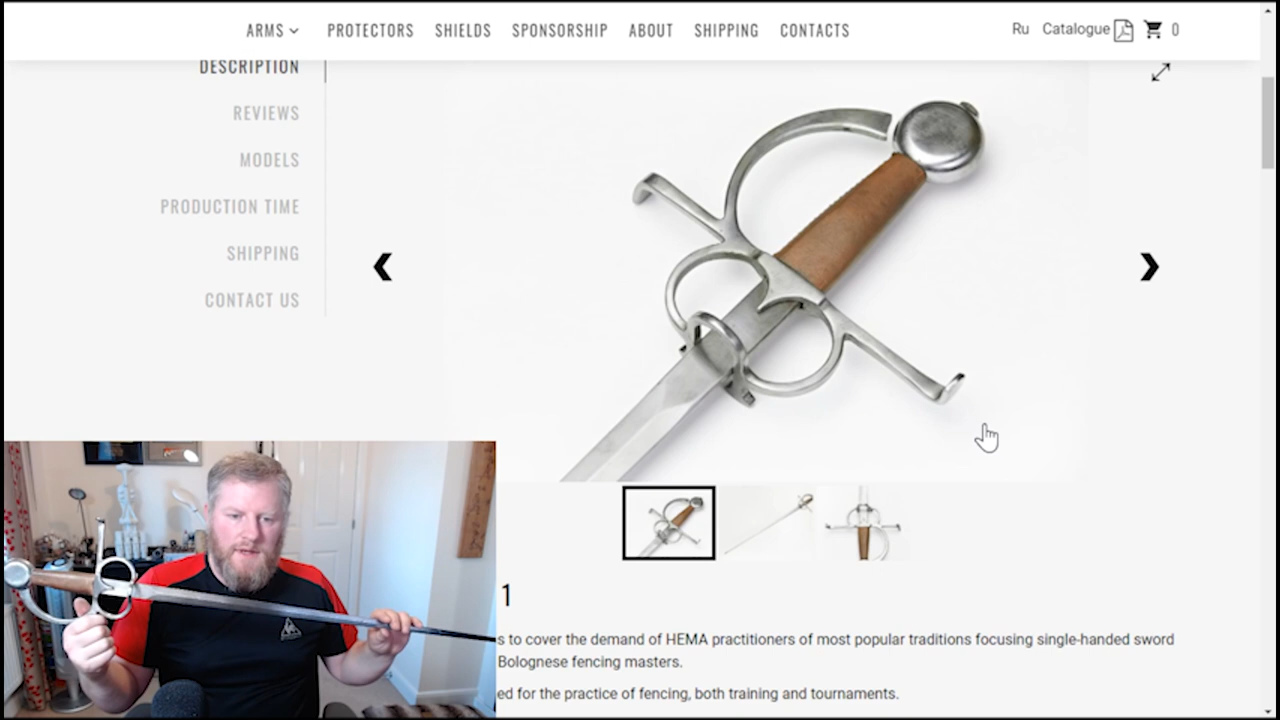 ARMS PROTECTORS SHIELDS SPONSORSHIP ABOUT SHIPPING CONTACTS Ru Catalogue 0
DESCRIPTION
REVIEWS
MODELS
PRODUCTION TIME
SHIPPING
CONTACT US
1
s to cover the demand of HEMA practitioners of most popular traditions focusing single-handed sword
Bolognese fencing masters.
ed for the practice of fencing, both training and tournaments.